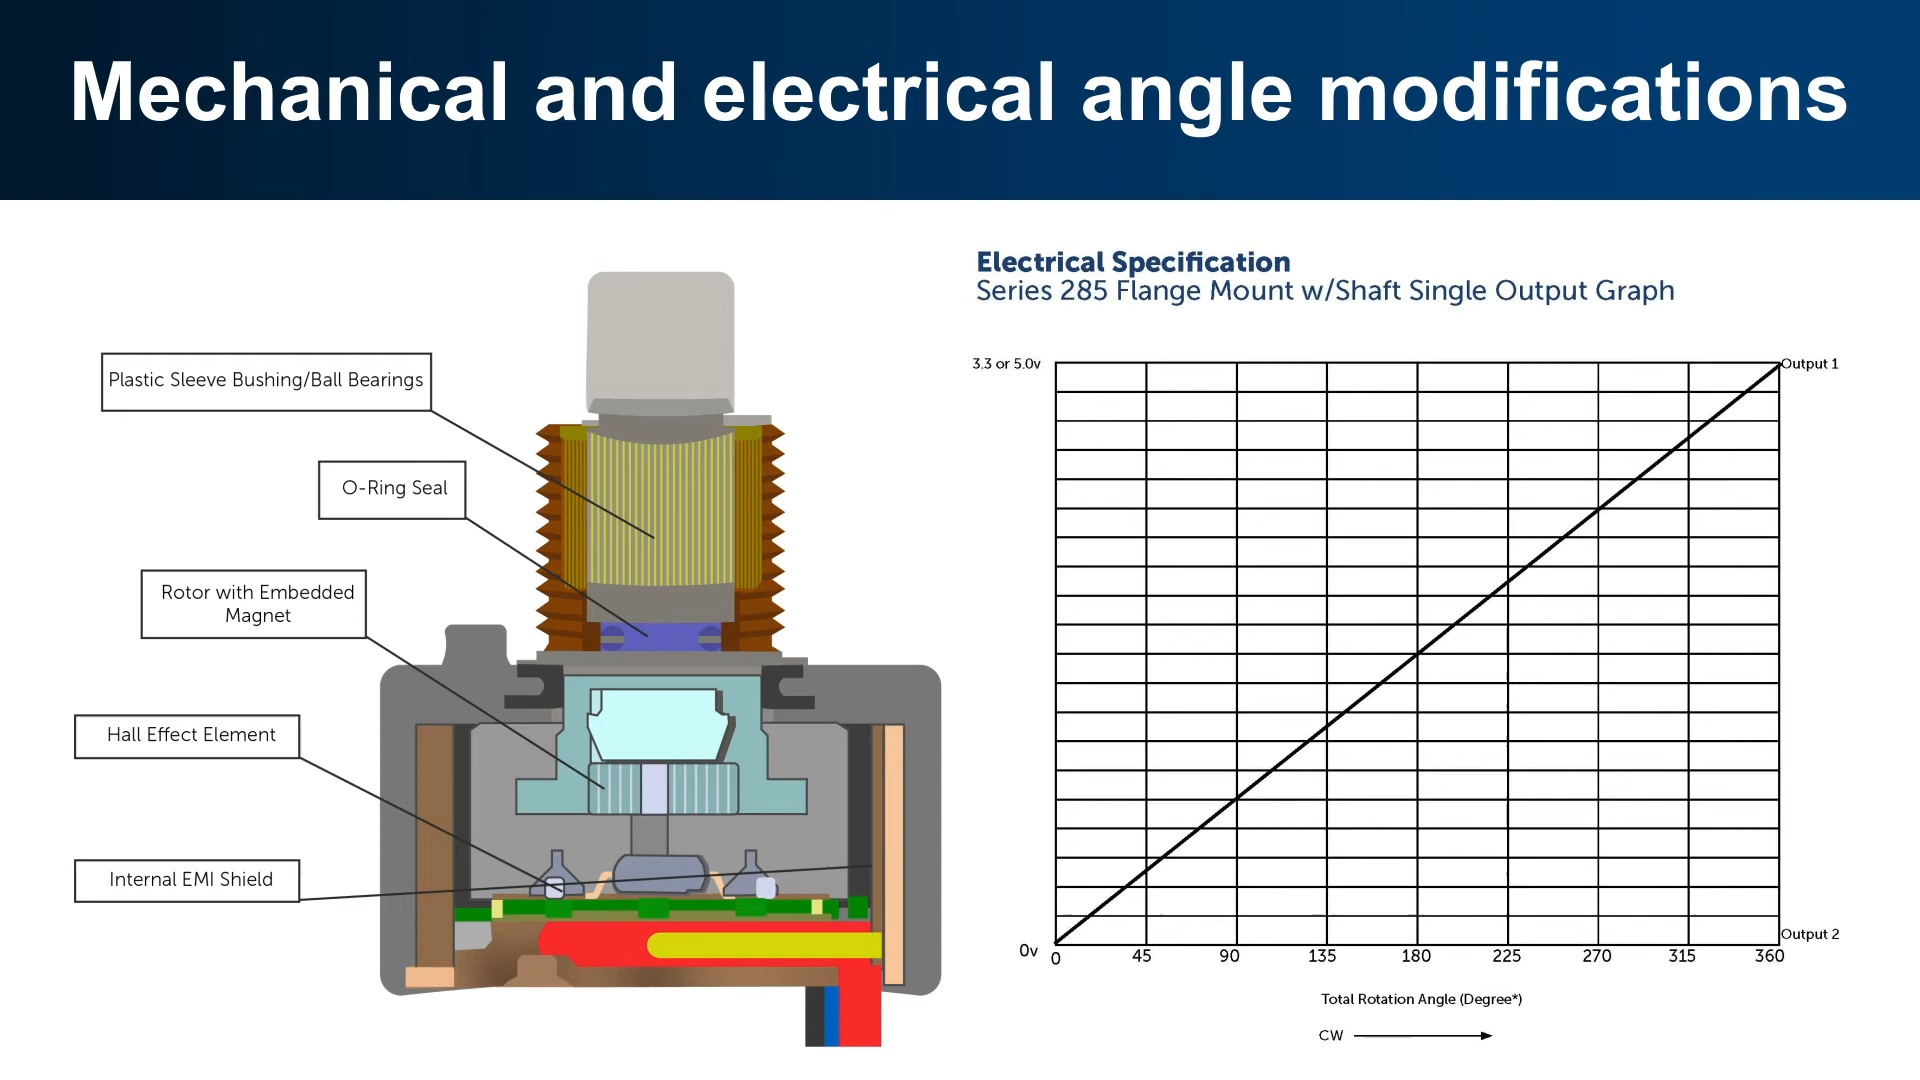 Mechanical and electrical angle modifications
Plastic Sleeve Bushing/Ball Bearings
O-Ring Seal
Rotor with Embedded
Magnet
Hall Effect Element
Internal EMI Shield
Electrical Specification
Series 285 Flange Mount w/Shaft Single Output Graph
3.3 or 5.0v
Output 1
Output 2
0v
0 45 90 135 180 225 270 315 360
Total Rotation Angle (Degree*)
CW